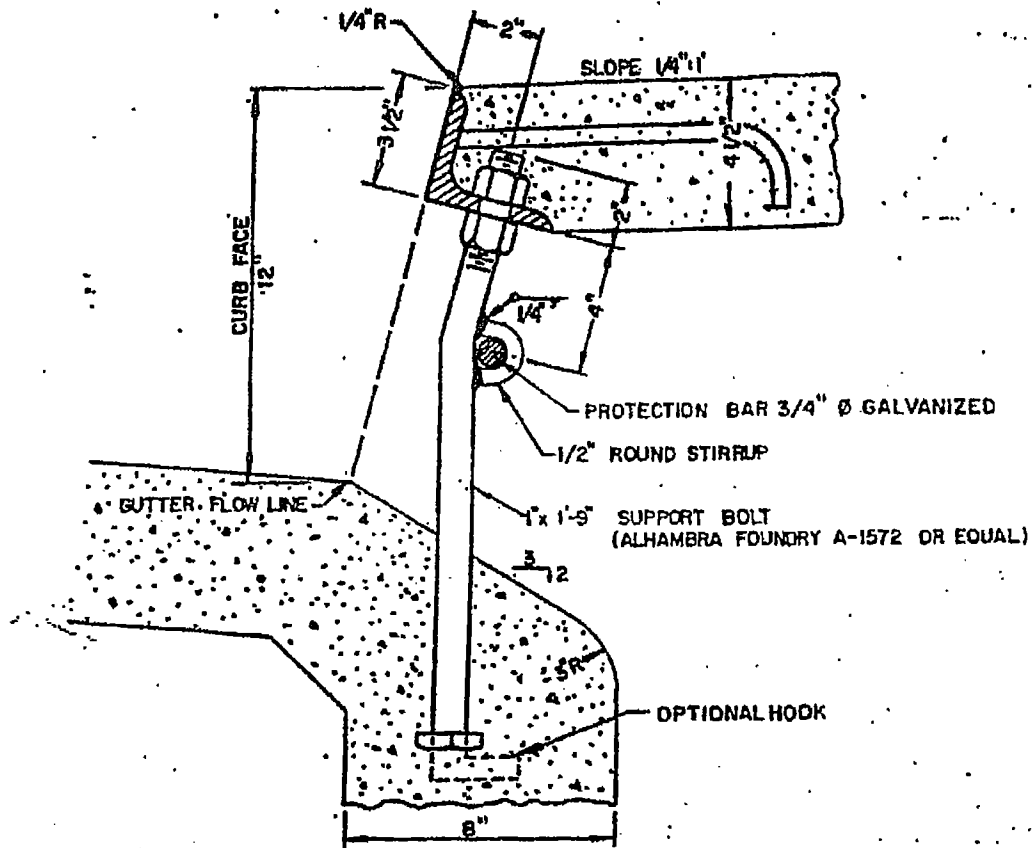 1/4" R
2"
SLOPE 1/4":1'
3 1/2"
4 1/2"
2"
CURB FACE
12"
1/4"
4"
PROTECTION BAR 3/4" Ø GALVANIZED
1/2" ROUND STIRRUP
GUTTER FLOW LINE
1" x 1'-9" SUPPORT BOLT
(ALHAMBRA FOUNDRY A-1572 OR EQUAL)
3
12
OPTIONAL HOOK
8"